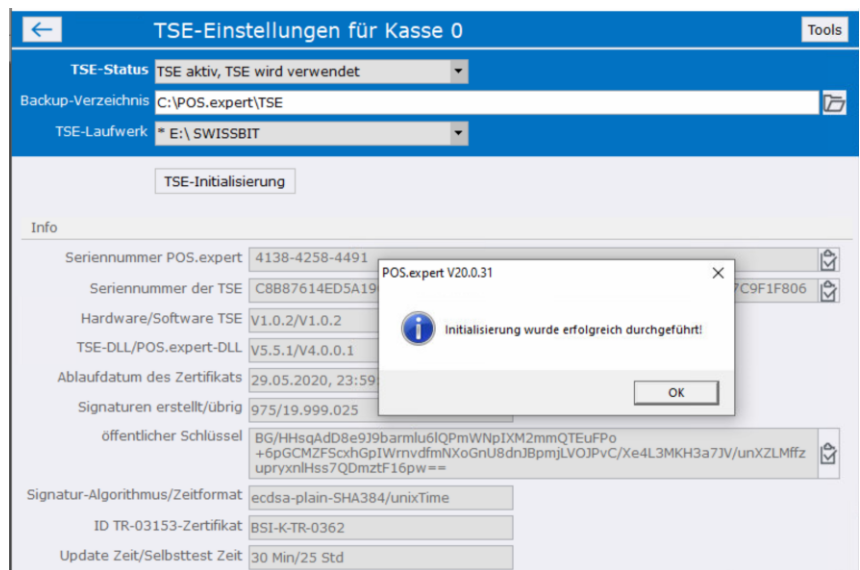 TSE-Einstellungen für Kasse 0
Tools
TSE-Status TSE aktiv, TSE wird verwendet
Backup-Verzeichnis C:\POS.expert\TSE
TSE-Laufwerk * E:\ SWISSBIT
TSE-Initialisierung
Info
Seriennummer POS.expert 4138-4258-4491
POS.expert V20.0.31
Seriennummer der TSE C8B87614ED5A19 7C9F1F806
Hardware/Software TSE V1.0.2/V1.0.2
Initialisierung wurde erfolgreich durchgeführt!
TSE-DLL/POS.expert-DLL V5.5.1/V4.0.0.1
Ablaufdatum des Zertifikats 29.05.2020, 23:59
OK
Signaturen erstellt/übrig 975/19.999.025
öffentlicher Schlüssel BG/HHsqAdD8e9J9barmlu6lQPmWNpIXM2mmQTEuFPo
+6pGCMZFScxhGpIWrnvdfmNXoGnU8dnJBpmjLVOJPvC/Xe4L3MKH3a7JV/unXZLMffz
upryxnlHss7QDmztF16pw==
Signatur-Algorithmus/Zeitformat ecdsa-plain-SHA384/unixTime
ID TR-03153-Zertifikat BSI-K-TR-0362
Update Zeit/Selbsttest Zeit 30 Min/25 Std